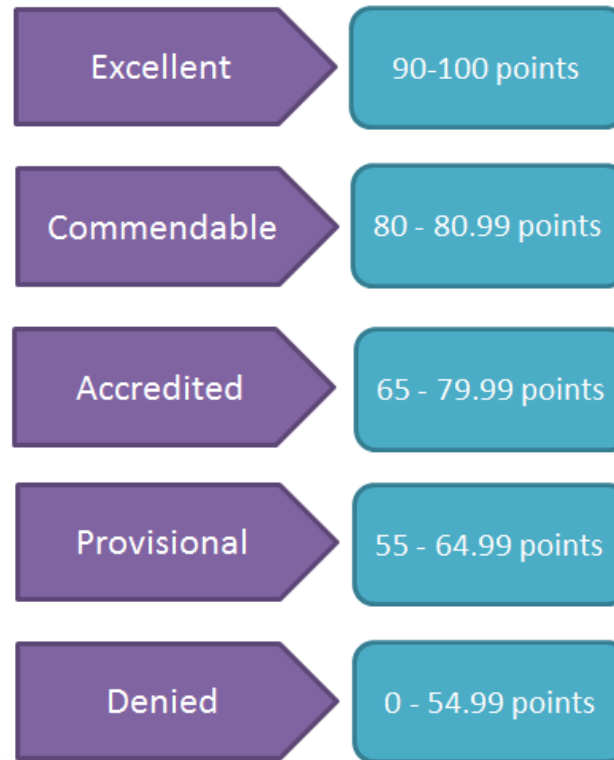 Excellent
90-100 points
Commendable
80 - 80.99 points
Accredited
65 - 79.99 points
Provisional
55 - 64.99 points
Denied
0 - 54.99 points